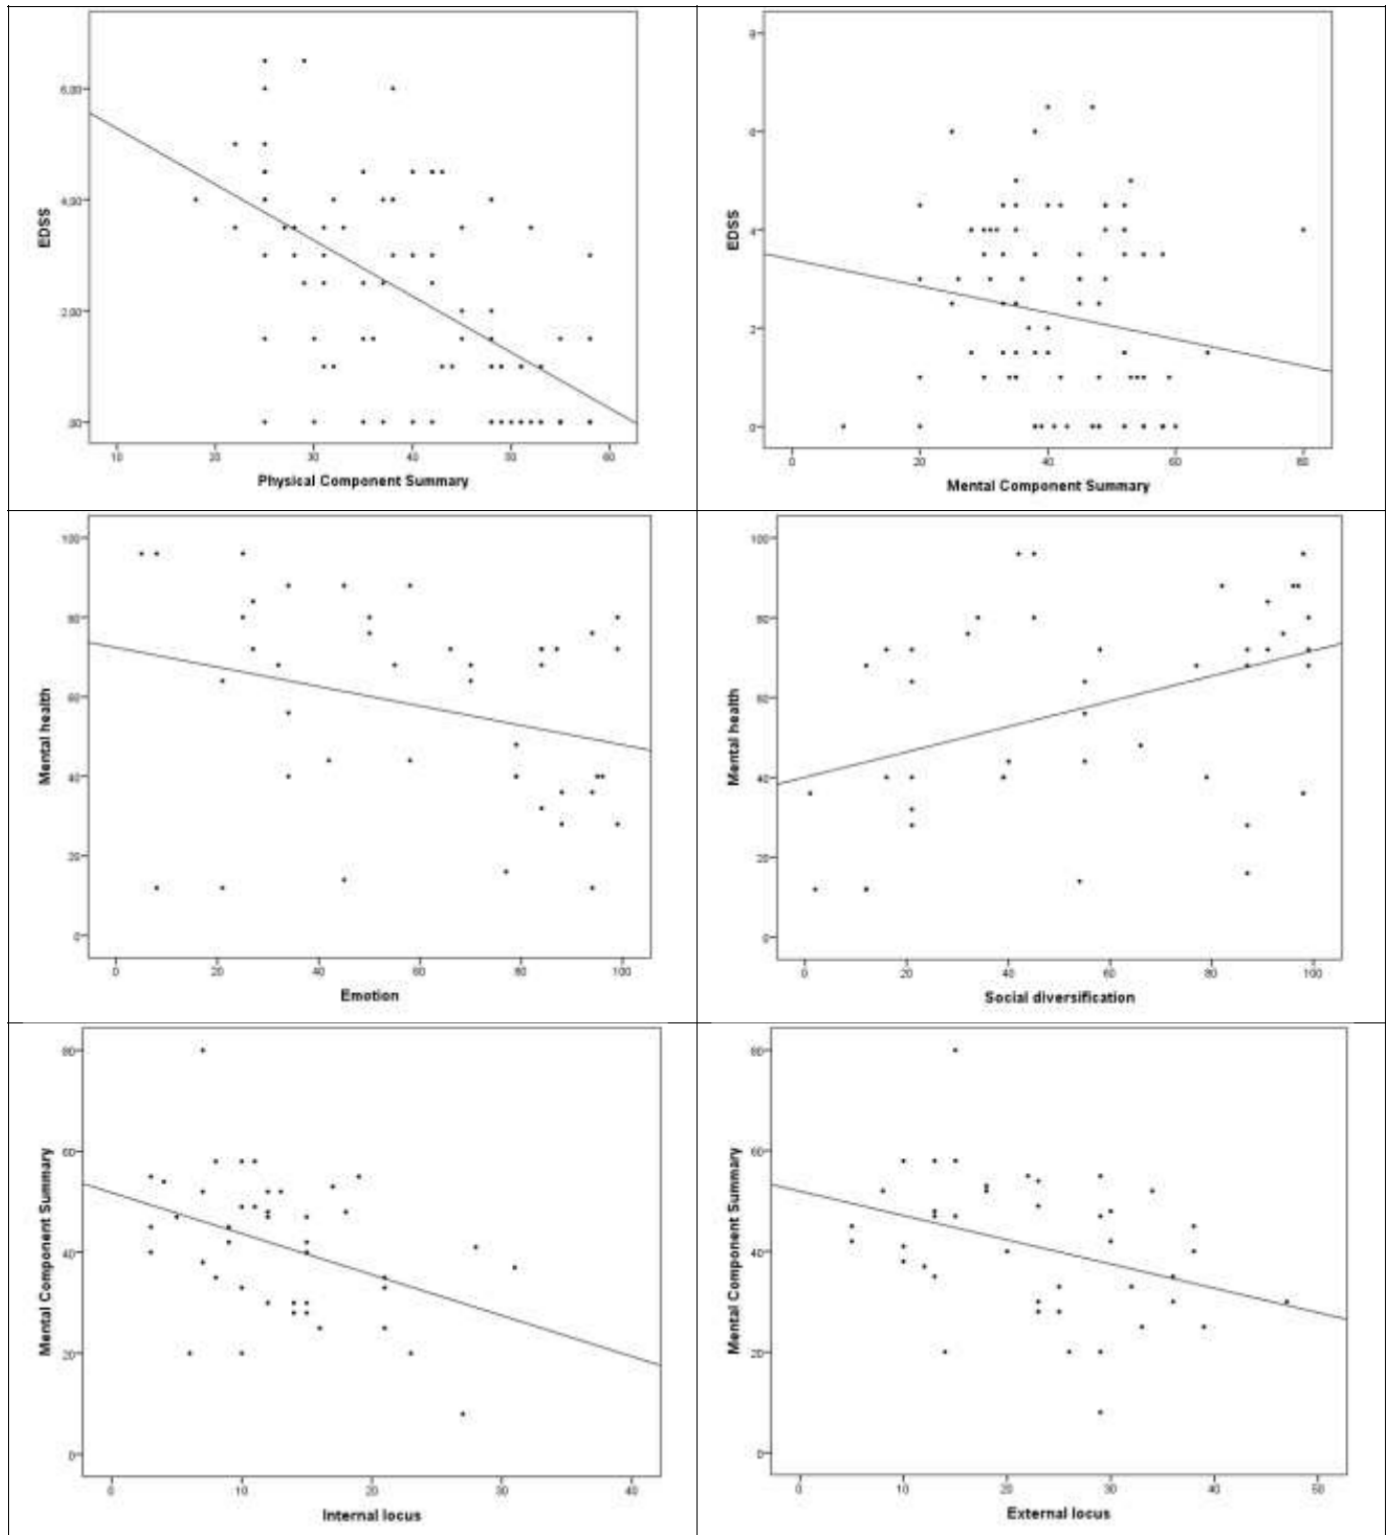 6,00
4,00
2,00
,00
EDSS
10 20 30 40 50 60
Physical Component Summary
8
6
4
2
0
EDSS
0 20 40 60 80
Mental Component Summary
100
80
60
40
20
0
Mental health
0 20 40 60 80 100
Emotion
100
80
60
40
20
0
Mental health
0 20 40 60 80 100
Social diversification
80
60
40
20
0
Mental Component Summary
0 10 20 30 40
Internal locus
80
60
40
20
0
Mental Component Summary
0 10 20 30 40 50
External locus